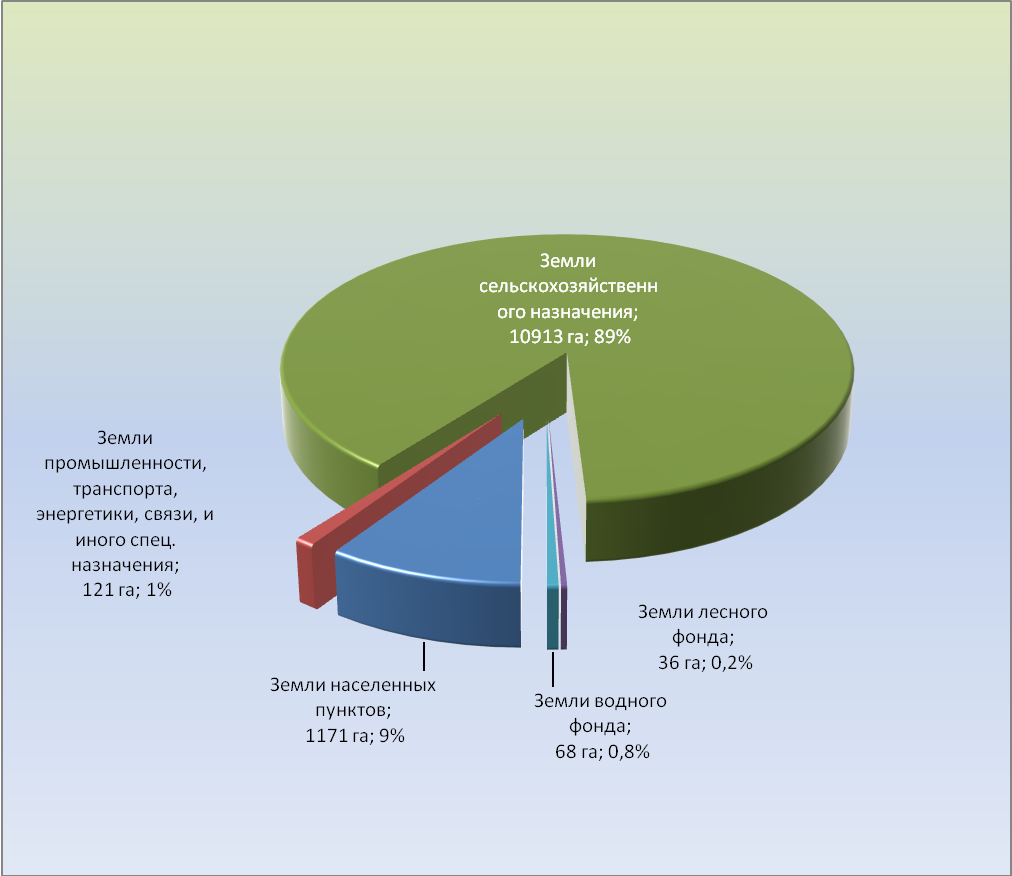 Земли
сельскохозяйственн
ого назначения;
10913 га; 89%
Земли
промышленности,
транспорта,
энергетики, связи, и
иного спец.
назначения;
121 га; 1%
Земли населенных
пунктов;
1171 га; 9%
Земли водного
фонда;
68 га; 0,8%
Земли лесного
фонда;
36 га; 0,2%